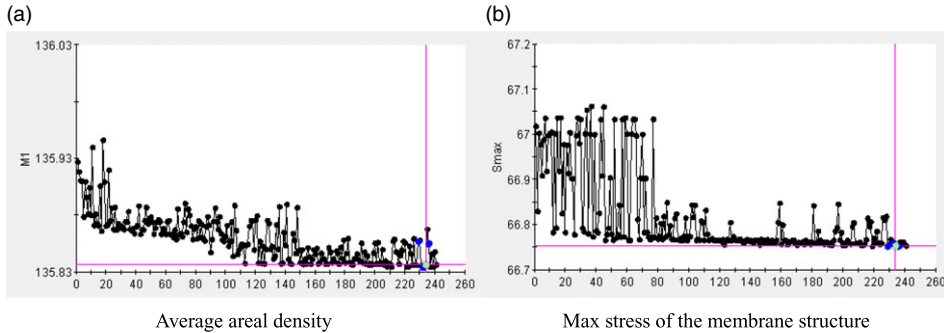 (a)
136.03
135.93
135.83
M1
0 20 40 60 80 100 120 140 160 180 200 220 240 260
Average areal density
(b)
67.2
67.1
67
66.9
66.8
66.7
Smax
0 20 40 60 80 100 120 140 160 180 200 220 240 260
Max stress of the membrane structure